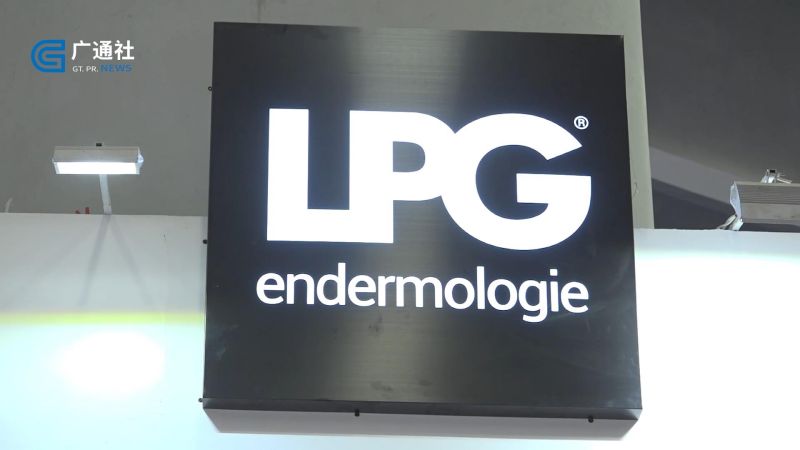 广通社
GT. PR. NEWS
LPG®
endermologie